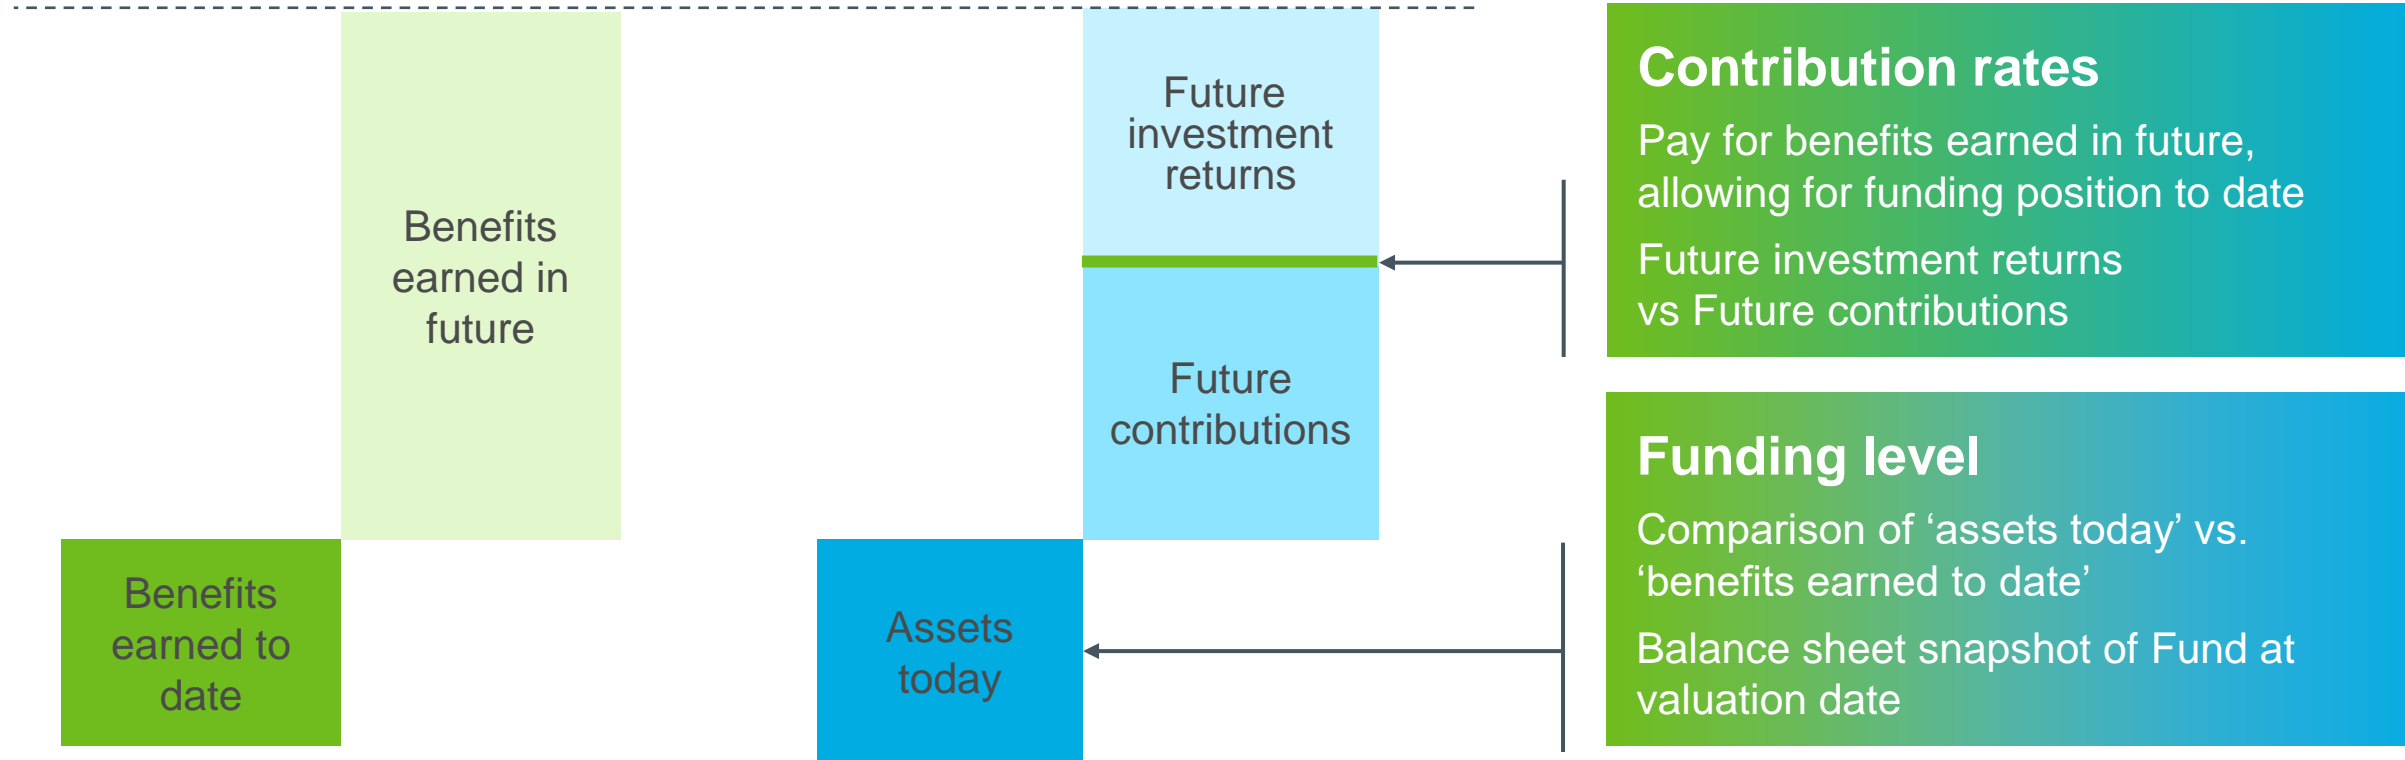 Benefits
earned in
future
Benefits
earned to
date
Future
investment
returns
Future
contributions
Assets
today
Contribution rates
Pay for benefits earned in future,
allowing for funding position to date
Future investment returns
vs Future contributions
Funding level
Comparison of ‘assets today’ vs.
‘benefits earned to date’
Balance sheet snapshot of Fund at
valuation date